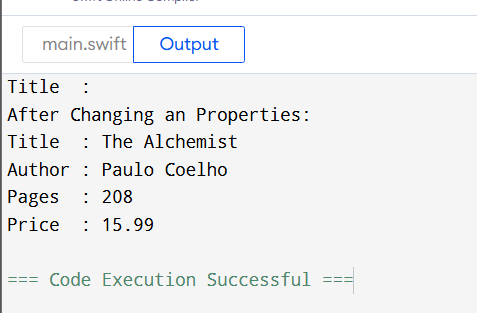 main.swift Output
Title  :
After Changing an Properties:
Title  : The Alchemist
Author : Paulo Coelho
Pages  : 208
Price  : 15.99
=== Code Execution Successful ===